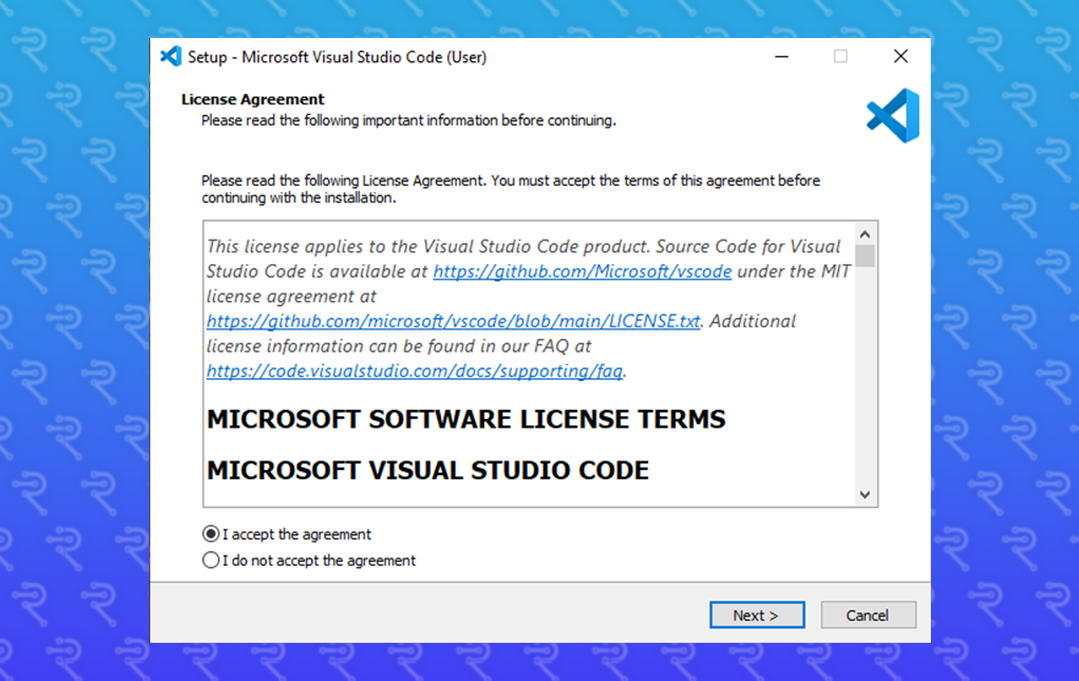 Setup - Microsoft Visual Studio Code (User)
License Agreement
Please read the following important information before continuing.
Please read the following License Agreement. You must accept the terms of this agreement before
continuing with the installation.
This license applies to the Visual Studio Code product. Source Code for Visual
Studio Code is available at https://github.com/Microsoft/vscode under the MIT
license agreement at
https://github.com/microsoft/vscode/blob/main/LICENSE.txt. Additional
license information can be found in our FAQ at
https://code.visualstudio.com/docs/supporting/faq.
MICROSOFT SOFTWARE LICENSE TERMS
MICROSOFT VISUAL STUDIO CODE
I accept the agreement
I do not accept the agreement
Next >
Cancel